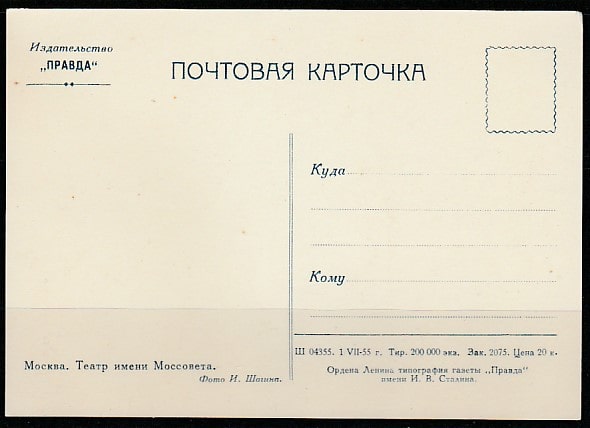 Издательство
„ПРАВДА“
ПОЧТОВАЯ КАРТОЧКА
Куда
Кому
Москва. Театр имени Моссовета.
Фото И. Шагина.
Ш 04355. 1 VII-55 г. Тир. 200 000 экз. Зак. 2075. Цена 20 к.
Ордена Ленина типография газеты „Правда“
имени И. В. Сталина.